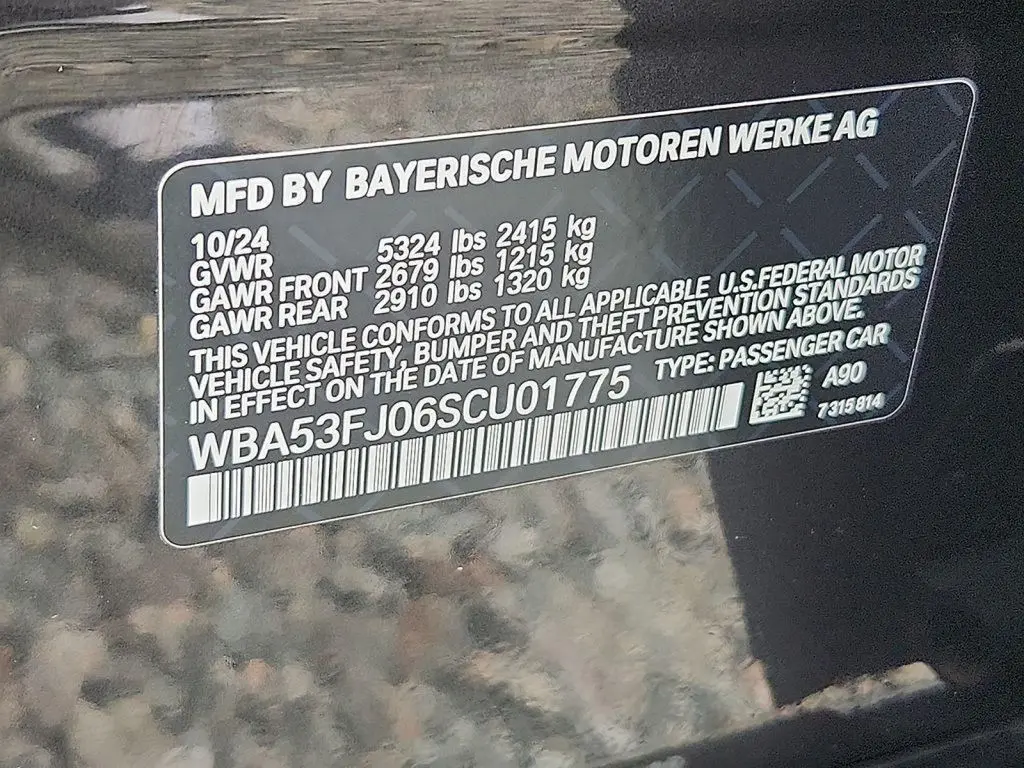 MFD BY BAYERISCHE MOTOREN WERKE AG
10/24
GVWR 5324 lbs 2415 kg
GAWR FRONT 2679 lbs 1215 kg
GAWR REAR 2910 lbs 1320 kg
THIS VEHICLE CONFORMS TO ALL APPLICABLE U.S.FEDERAL MOTOR
VEHICLE SAFETY, BUMPER AND THEFT PREVENTION STANDARDS
IN EFFECT ON THE DATE OF MANUFACTURE SHOWN ABOVE.
WBA53FJ06SCU01775 TYPE: PASSENGER CAR
A90
7315814